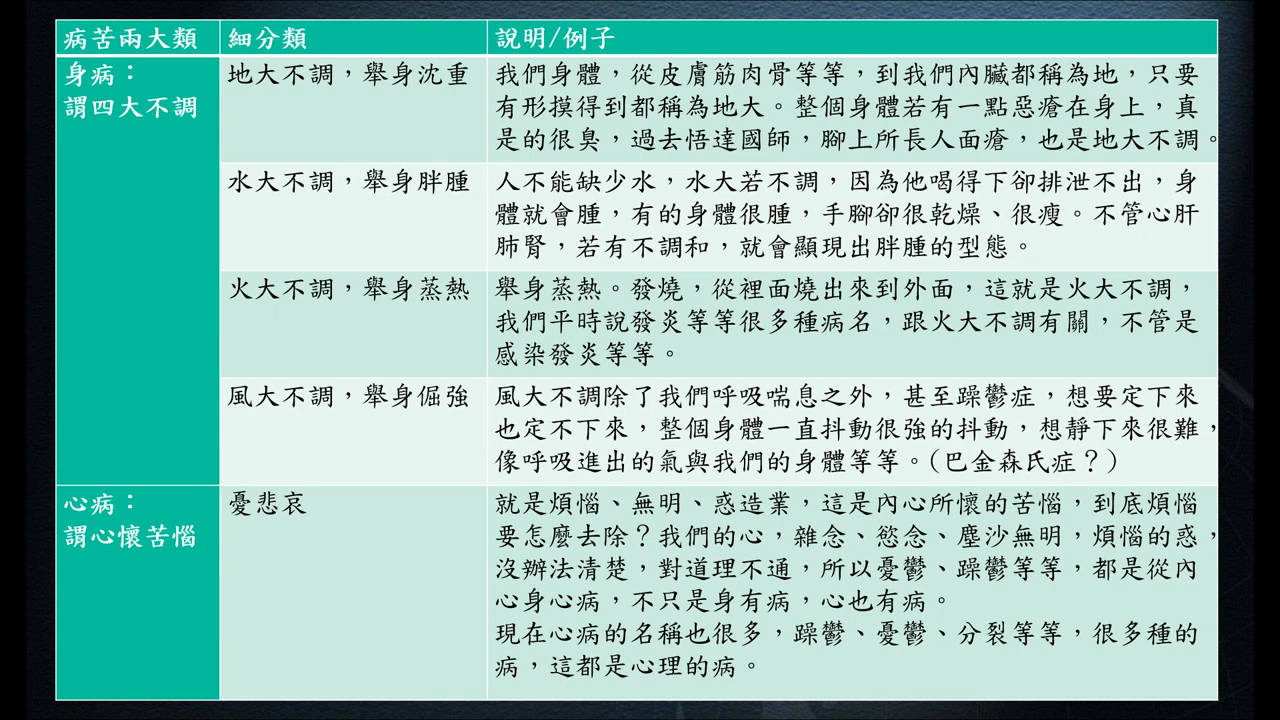 病苦兩大類 細分類 說明/例子
身病：
謂四大不調
地大不調，舉身沈重
我們身體，從皮膚筋肉骨等等，到我們內臟都稱為地，只要
有形摸得到都稱為地大。整個身體若有一點惡瘡在身上，真
是的很臭，過去悟達國師，腳上所長人面瘡，也是地大不調。
水大不調，舉身胖腫
人不能缺少水，水大若不調，因為他喝得下卻排泄不出，身
體就會腫，有的身體很腫，手腳卻很乾燥、很瘦。不管心肝
肺腎，若有不調和，就會顯現出胖腫的型態。
火大不調，舉身蒸熱
舉身蒸熱。發燒，從裡面燒出來到外面，這就是火大不調，
我們平時說發炎等等很多種病名，跟火大不調有關，不管是
感染發炎等等。
風大不調，舉身倔強
風大不調除了我們呼吸喘息之外，甚至躁鬱症，想要定下來
也定不下來，整個身體一直抖動很強的抖動，想靜下來很難，
像呼吸進出的氣與我們的身體等等。(巴金森氏症？)
心病：
謂心懷苦惱
憂悲哀
就是煩惱、無明、惑造業，這是內心所懷的苦惱，到底煩惱
要怎麼去除？我們的心，雜念、慾念、塵沙無明，煩惱的惑，
沒辦法清楚，對道理不通，所以憂鬱、躁鬱等等，都是從內
心身心病，不只是身有病，心也有病。
現在心病的名稱也很多，躁鬱、憂鬱、分裂等等，很多種的
病，這都是心理的病。